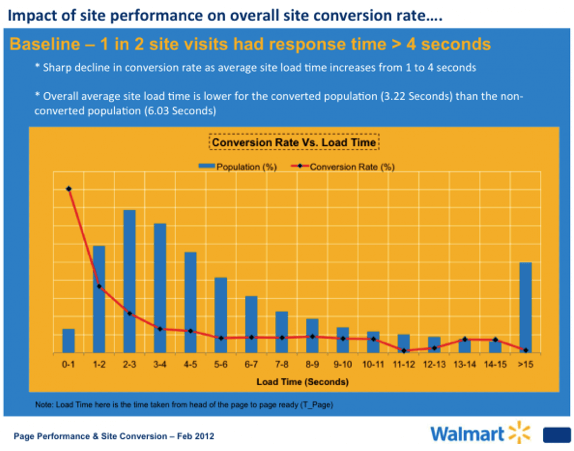 Impact of site performance on overall site conversion rate....
Baseline – 1 in 2 site visits had response time > 4 seconds
* Sharp decline in conversion rate as average site load time increases from 1 to 4 seconds
* Overall average site load time is lower for the converted population (3.22 Seconds) than the non-
converted population (6.03 Seconds)
Conversion Rate Vs. Load Time
Population (%) Conversion Rate (%)
0-1 1-2 2-3 3-4 4-5 5-6 6-7 7-8 8-9 9-10 10-11 11-12 12-13 13-14 14-15 >15
Load Time (Seconds)
Note: Load Time here is the time taken from head of the page to page ready (T_Page)
Page Performance & Site Conversion – Feb 2012
Walmart